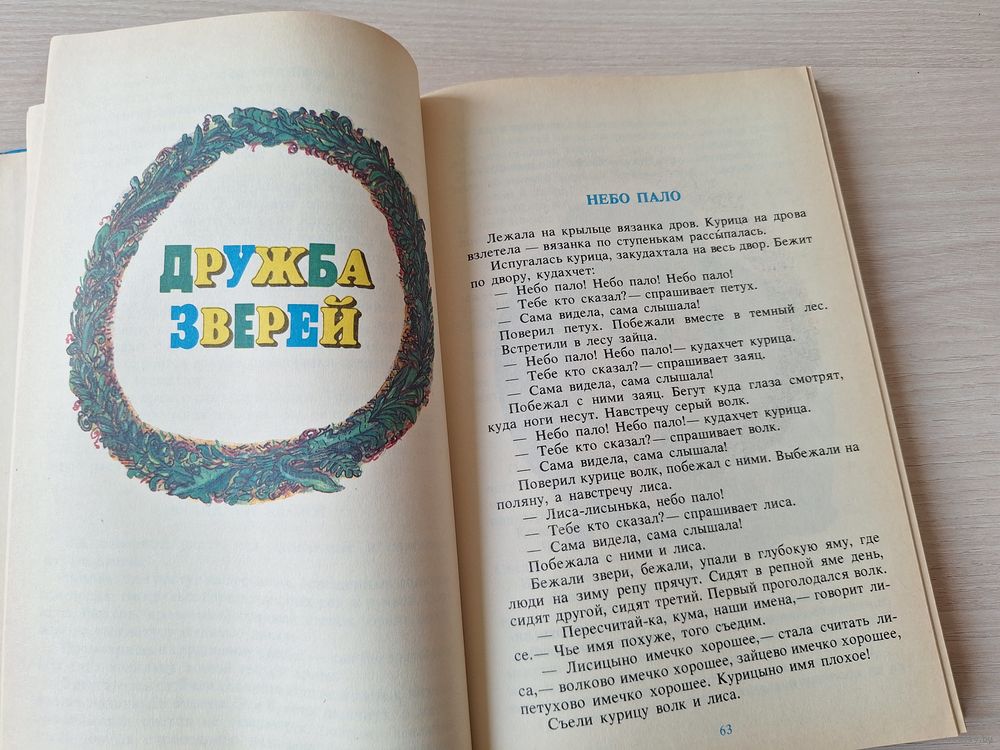 ДРУЖБА
ЗВЕРЕЙ
НЕБО ПАЛО
Лежала на крыльце вязанка дров. Курица на дрова
взлетела — вязанка по ступенькам рассыпалась.
Испугалась курица, закудахтала на весь двор. Бежит
по двору, кудахчет:
— Небо пало! Небо пало! Небо пало!
— Тебе кто сказал?— спрашивает петух.
— Сама видела, сама слышала!
Поверил петух. Побежали вместе в темный лес.
Встретили в лесу зайца.
— Небо пало! Небо пало!— кудахчет курица.
— Тебе кто сказал?— спрашивает заяц.
— Сама видела, сама слышала!
Побежал с ними заяц. Бегут куда глаза смотрят,
куда ноги несут. Навстречу серый волк.
— Небо пало! Небо пало!— кудахчет курица.
— Тебе кто сказал?— спрашивает волк.
— Сама видела, сама слышала!
Поверил курице волк, побежал с ними. Выбежали на
поляну, а навстречу лиса.
— Лиса-лисынька, небо пало!
— Тебе кто сказал?— спрашивает лиса.
— Сама видела, сама слышала!
Побежала с ними и лиса.
Бежали звери, бежали, упали в глубокую яму, где
люди на зиму репу прячут. Сидят в репной яме день,
сидят другой, сидят третий. Первый проголодался волк.
— Пересчитай-ка, кума, наши имена,— говорит ли-
се.— Чье имя похуже, того съедим.
— Лисицыно имечко хорошее,— стала считать ли-
са,— волково имечко хорошее, зайцево имечко хорошее,
петухово имечко хорошее. Курицыно имя плохое!
Съели курицу волк и лиса.
63